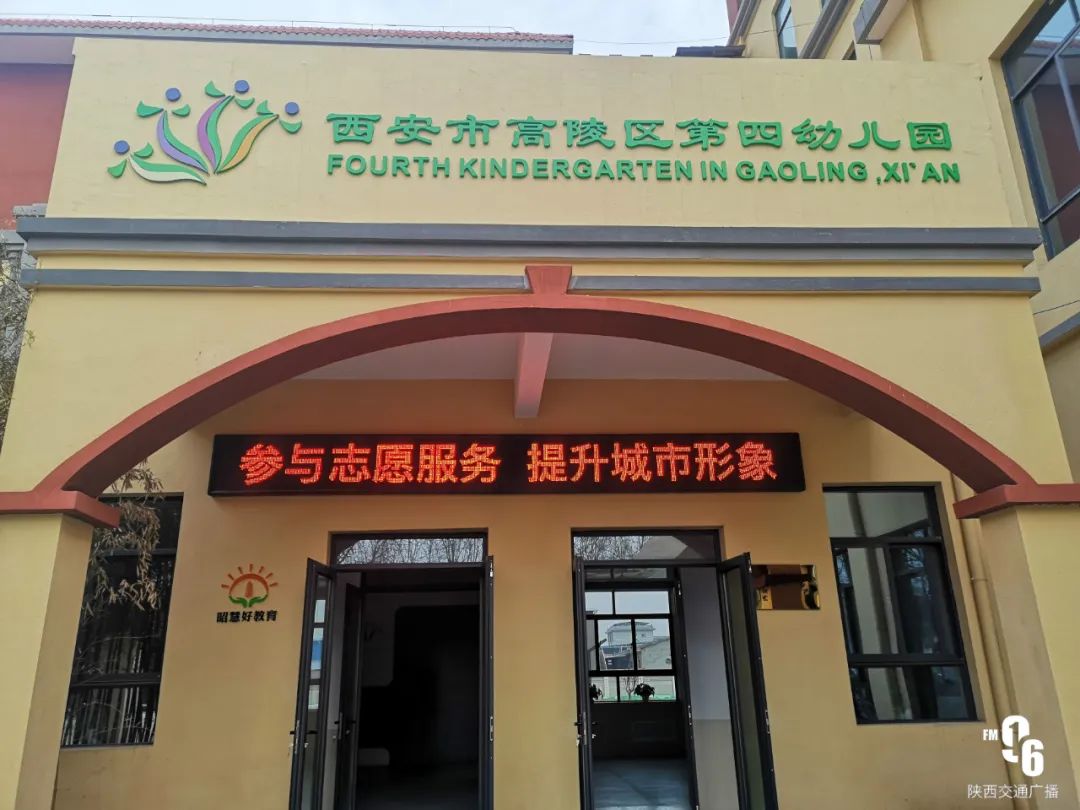 西安市高陵区第四幼儿园
FOURTH KINDERGARTEN IN GAOLING ,XI'AN
参与志愿服务 提升城市形象
昭慧好教育
FM 96
陕西交通广播